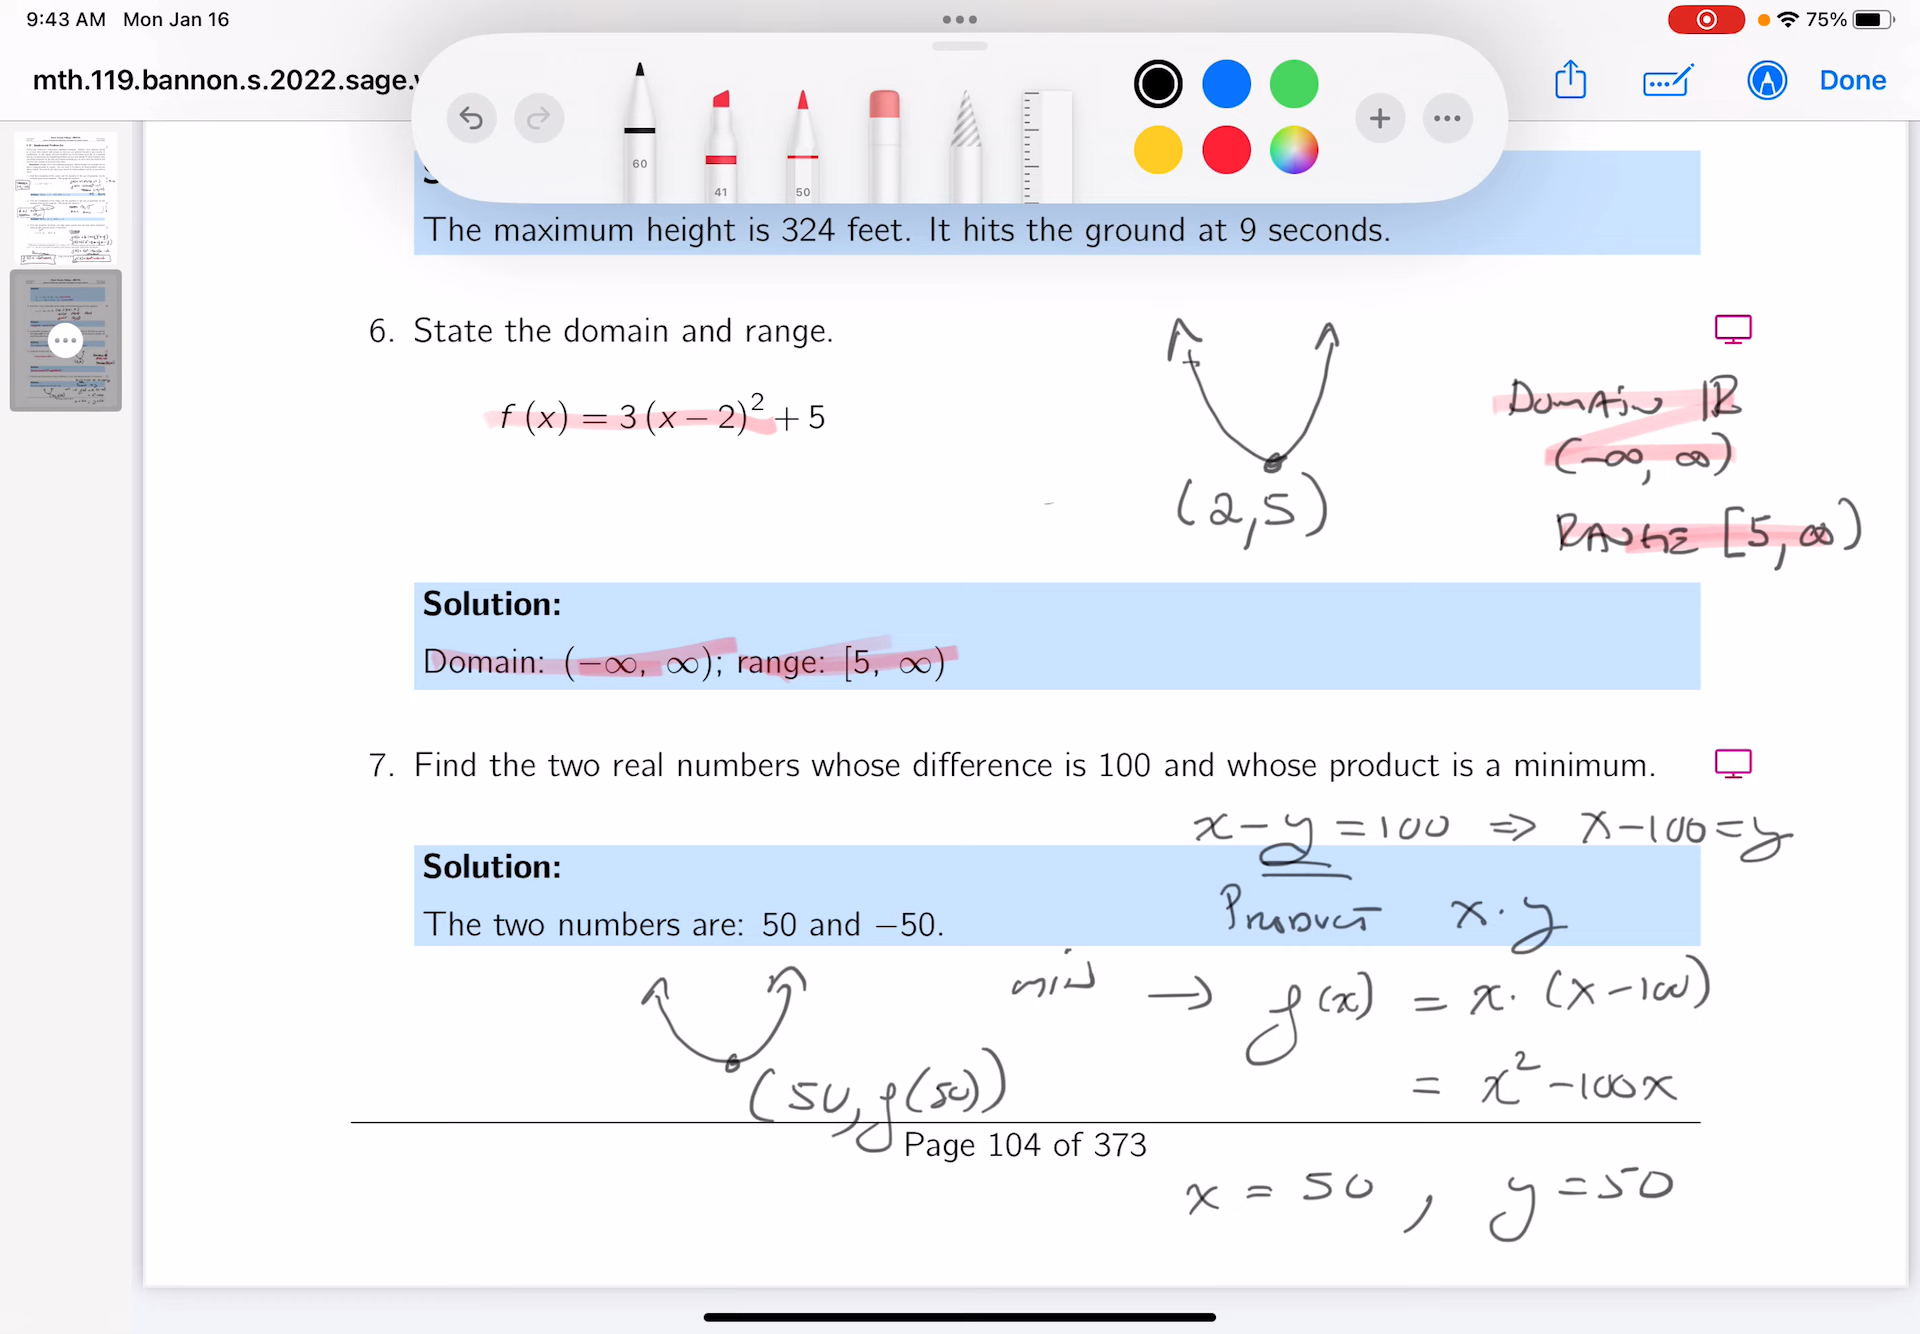 9:43 AM Mon Jan 16
75%
mth.119.bannon.s.2022.sage.
Done
60
41
50
The maximum height is 324 feet. It hits the ground at 9 seconds.
6. State the domain and range.
f (x) = 3 (x − 2)² + 5
(2,5)
Domain ℝ
(-∞, ∞)
RANGE [5, ∞)
Solution:
Domain: (−∞, ∞); range: [5, ∞)
7. Find the two real numbers whose difference is 100 and whose product is a minimum.
x - y = 100 ⇒ x - 100 = y
Solution:
Product x · y
The two numbers are: 50 and −50.
min → f(x) = x · (x - 100)
= x² - 100x
(50, f(50))
Page 104 of 373
x = 50 , y = 50